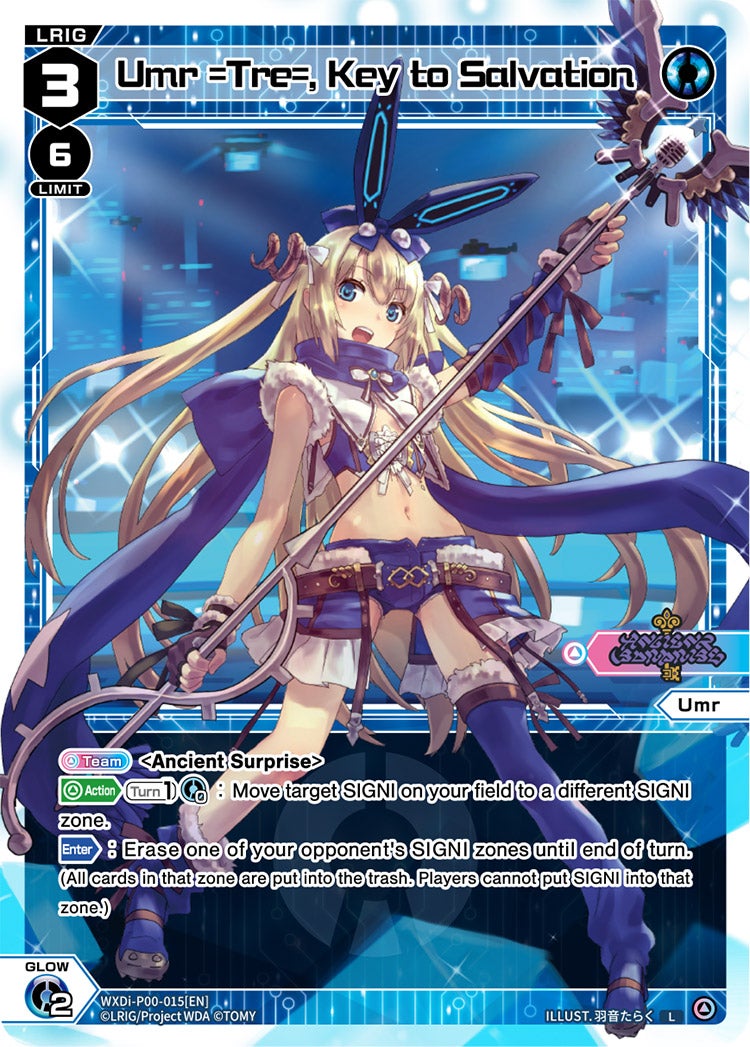 LRIG
3
Umr =Tre=, Key to Salvation
6
LIMIT
Umr
Team <Ancient Surprise>
Action Turn 1 0 : Move target SIGNI on your field to a different SIGNI
zone.
Enter : Erase one of your opponent's SIGNI zones until end of turn.
(All cards in that zone are put into the trash. Players cannot put SIGNI into that
zone.)
GLOW
2
WXDi-P00-015[EN]
©LRIG/Project WDA ©TOMY
ILLUST. 羽音たらく L